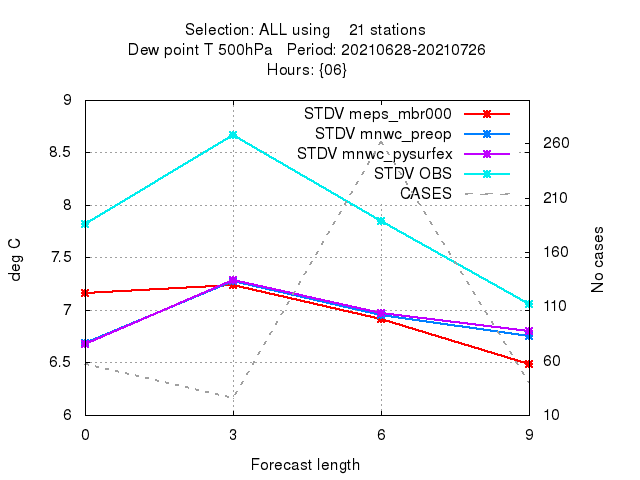 Selection: ALL using    21 stations
Dew point T 500hPa   Period: 20210628-20210726
Hours: {06}
STDV meps_mbr000
STDV mnwc_preop
STDV mnwc_pysurfex
STDV OBS
CASES
deg C
9
8.5
8
7.5
7
6.5
6
No cases
260
210
160
110
60
10
0 3 6 9
Forecast length